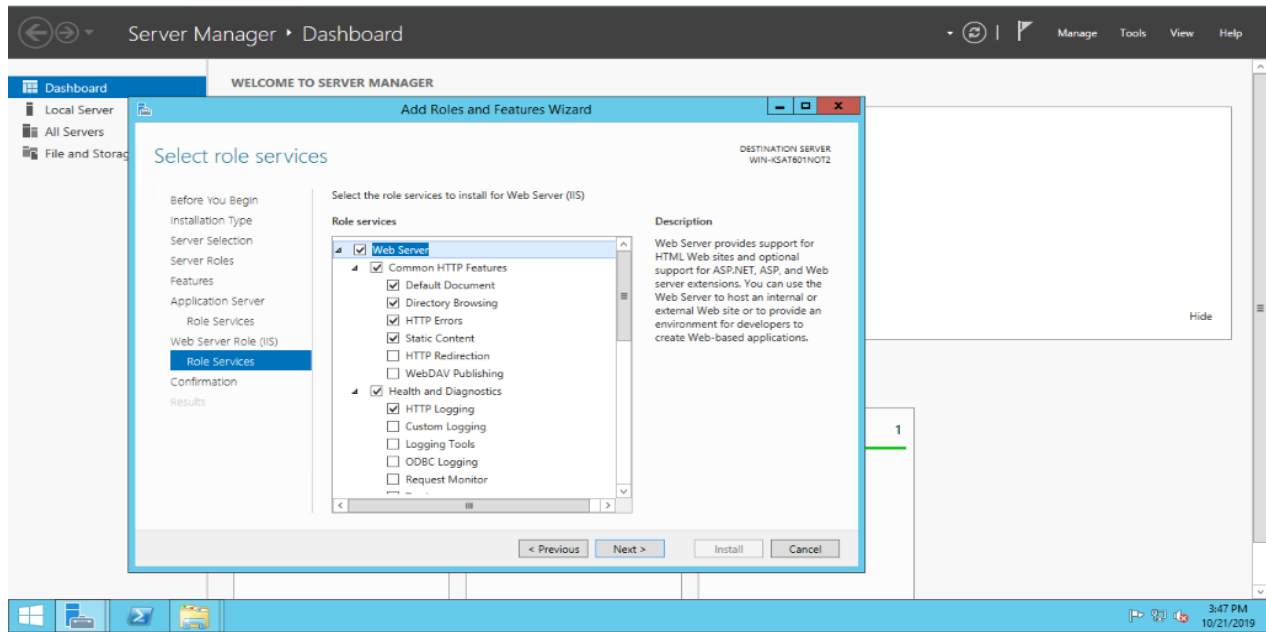 Server Manager ‣ Dashboard
Manage Tools View Help
Dashboard
Local Server
All Servers
File and Storag
WELCOME TO SERVER MANAGER
Hide
1
Add Roles and Features Wizard
Select role services
DESTINATION SERVER
WIN-KSAT601NOT2
Before You Begin
Installation Type
Server Selection
Server Roles
Features
Application Server
Role Services
Web Server Role (IIS)
Role Services
Confirmation
Results
Select the role services to install for Web Server (IIS)
Role services
Web Server
Common HTTP Features
Default Document
Directory Browsing
HTTP Errors
Static Content
HTTP Redirection
WebDAV Publishing
Health and Diagnostics
HTTP Logging
Custom Logging
Logging Tools
ODBC Logging
Request Monitor
Description
Web Server provides support for
HTML Web sites and optional
support for ASP.NET, ASP, and Web
server extensions. You can use the
Web Server to host an internal or
external Web site or to provide an
environment for developers to
create Web-based applications.
< Previous
Next >
Install
Cancel
3:47 PM
10/21/2019